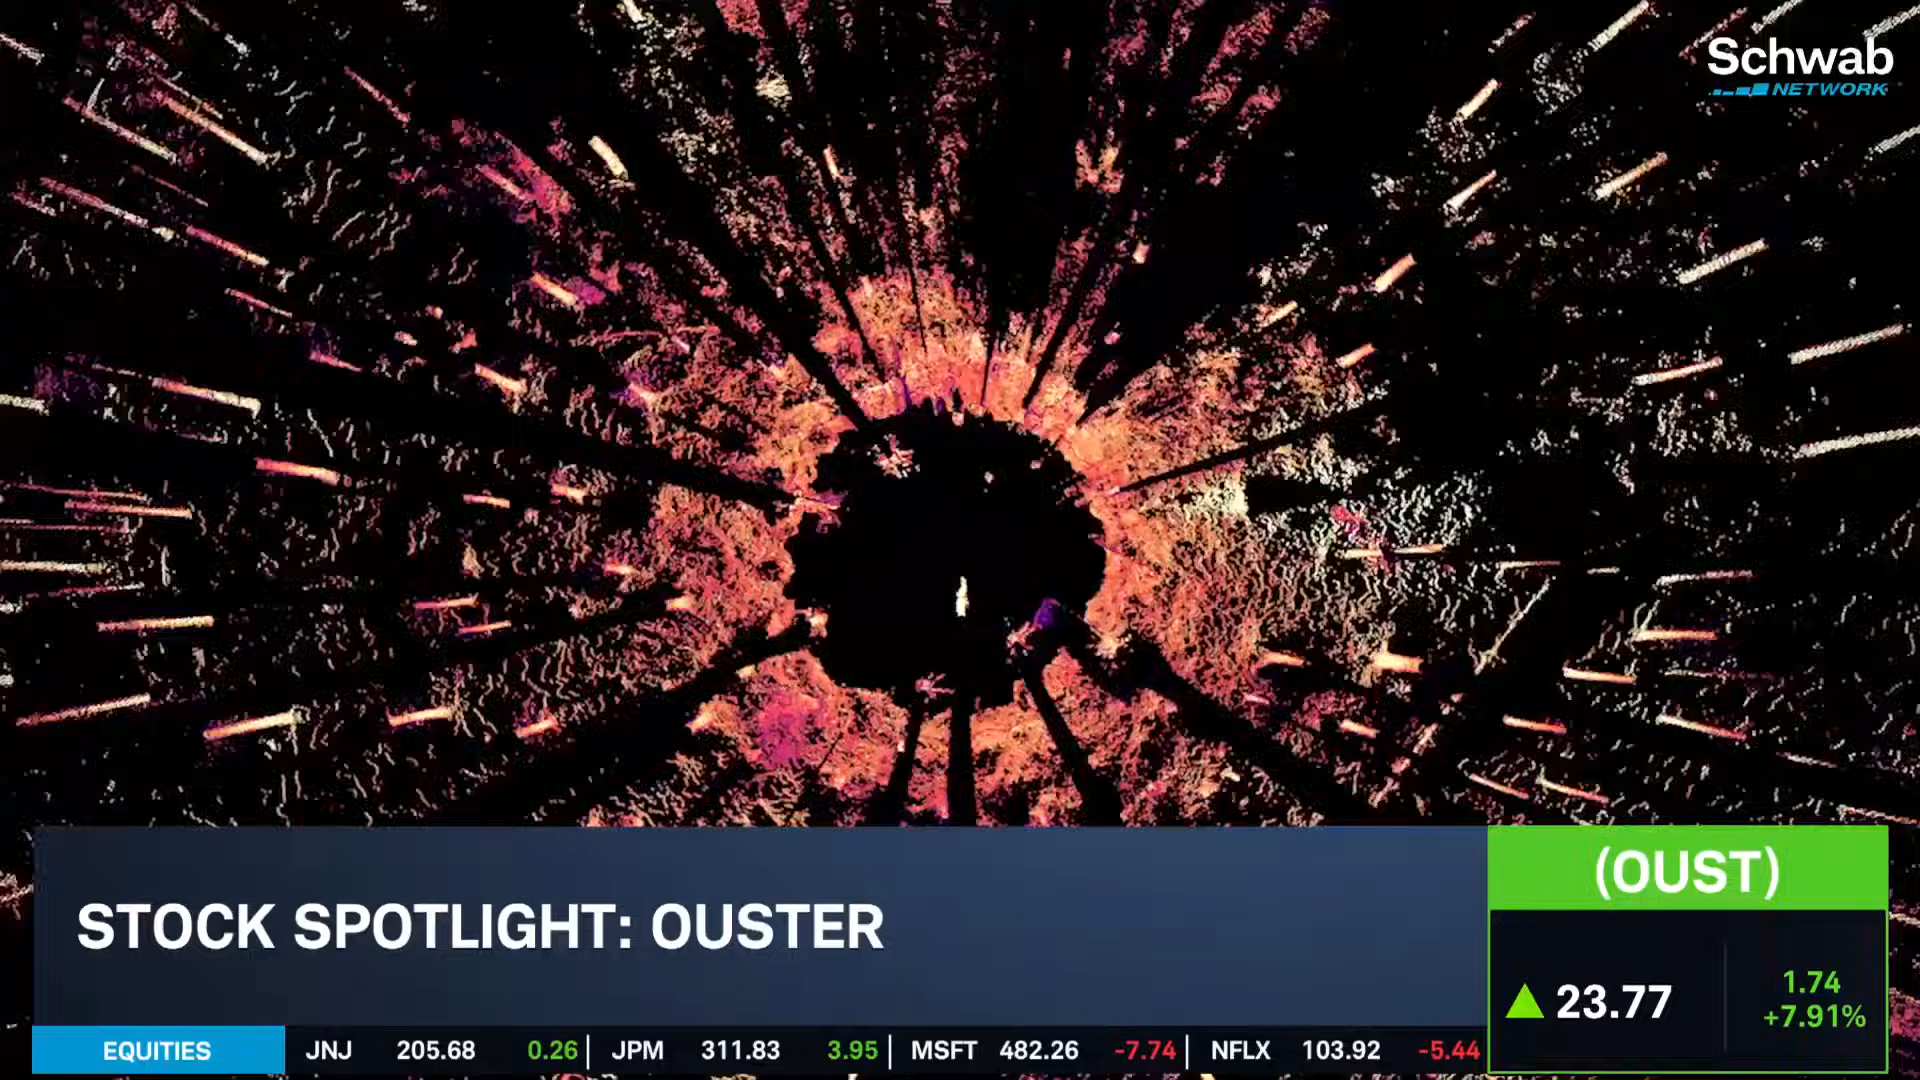 Schwab
NETWORK
(OUST)
STOCK SPOTLIGHT: OUSTER
▲ 23.77
1.74
+7.91%
EQUITIES JNJ 205.68 0.26 JPM 311.83 3.95 MSFT 482.26 -7.74 NFLX 103.92 -5.44